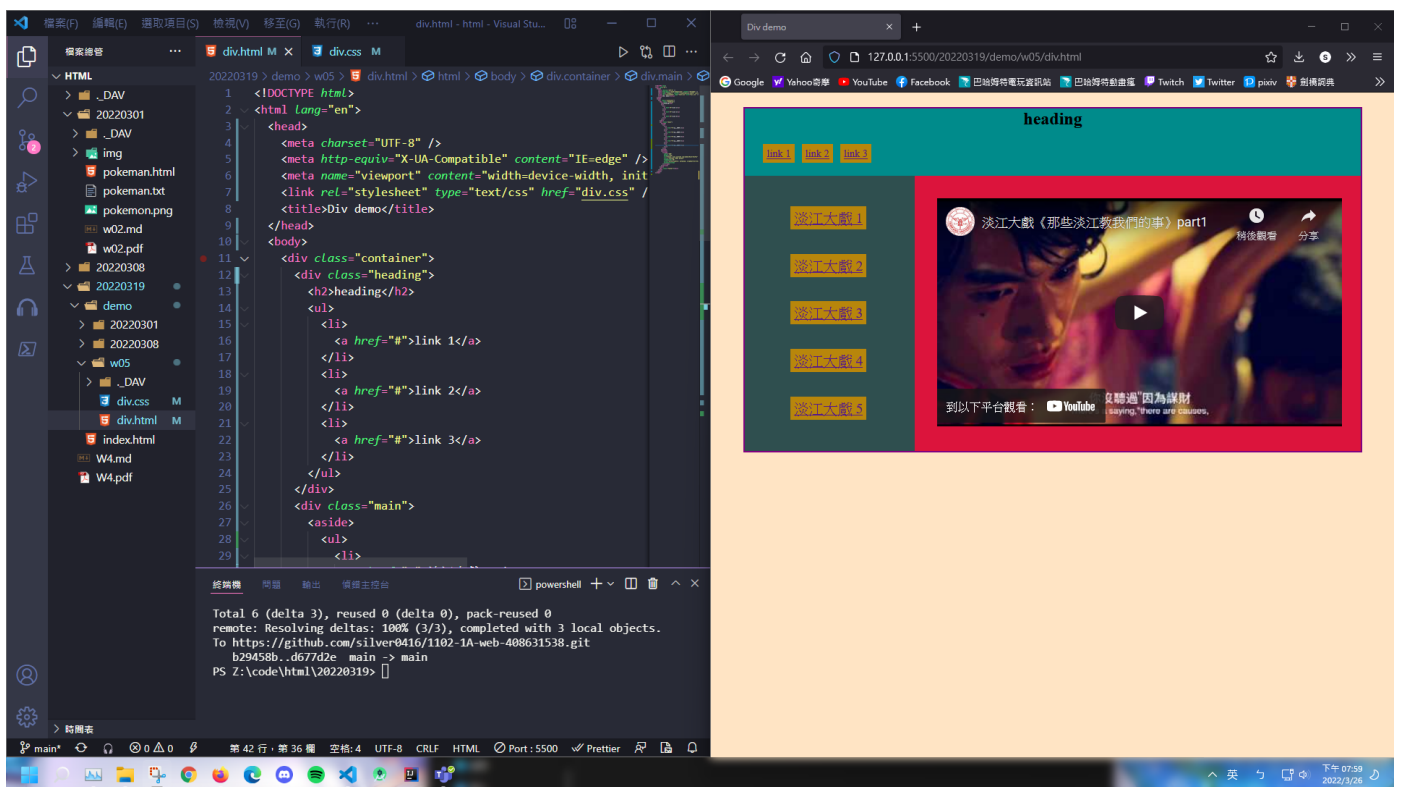 檔案(F) 編輯(E) 選取項目(S) 檢視(V) 移至(G) 執行(R) ··· div.html - html - Visual Stu...
檔案總管 ···
HTML
._DAV
20220301
._DAV
img
pokeman.html
pokeman.txt
pokemon.png
w02.md
w02.pdf
20220308
20220319
demo
20220301
20220308
w05
._DAV
div.css M
div.html M
index.html
W4.md
W4.pdf
時間表
div.html M
div.css M
20220319 > demo > w05 > div.html > html > body > div.container > div.main >
1 <!DOCTYPE html>
2 <html lang="en">
3 <head>
4 <meta charset="UTF-8" />
5 <meta http-equiv="X-UA-Compatible" content="IE=edge" />
6 <meta name="viewport" content="width=device-width, init
7 <link rel="stylesheet" type="text/css" href="div.css" /
8 <title>Div demo</title>
9 </head>
10 <body>
11 <div class="container">
12 <div class="heading">
13 <h2>heading</h2>
14 <ul>
15 <li>
16 <a href="#">link 1</a>
17 </li>
18 <li>
19 <a href="#">link 2</a>
20 </li>
21 <li>
22 <a href="#">link 3</a>
23 </li>
24 </ul>
25 </div>
26 <div class="main">
27 <aside>
28 <ul>
29 <li>
終端機 問題 輸出 偵錯主控台 powershell
Total 6 (delta 3), reused 0 (delta 0), pack-reused 0
remote: Resolving deltas: 100% (3/3), completed with 3 local objects.
To https://github.com/silver0416/1102-1A-web-408631538.git
b29458b..d677d2e main -> main
PS Z:\code\html\20220319>
main* 0 0 第 42 行，第 36 欄 空格: 4 UTF-8 CRLF HTML Port : 5500 Prettier
Div demo
127.0.0.1:5500/20220319/demo/w05/div.html
Google Yahoo奇摩 YouTube Facebook 巴哈姆特電玩資訊站 巴哈姆特動畫瘋 Twitch Twitter pixiv 劍橋詞典
heading
link 1 link 2 link 3
淡江大戲 1
淡江大戲 2
淡江大戲 3
淡江大戲 4
淡江大戲 5
淡江大戲《那些淡江教我們的事》part1
稍後觀看 分享
沒聽過"因為謀財
saying,"there are causes,
到以下平台觀看： YouTube
英
下午 07:59
2022/3/26